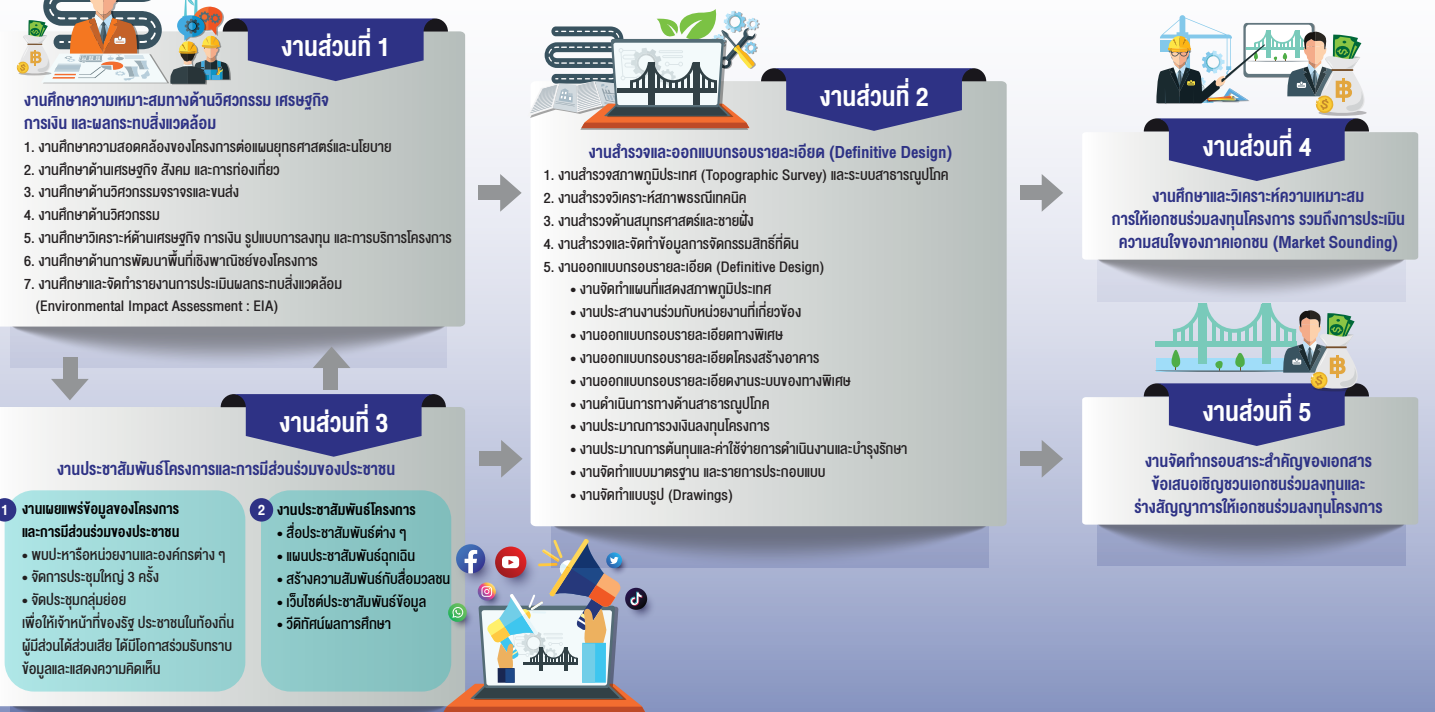 งานส่วนที่ 1
งานศึกษาความเหมาะสมทางด้านวิศวกรรม เศรษฐกิจ
การเงิน และผลกระทบสิ่งแวดล้อม
1. งานศึกษาความสอดคล้องของโครงการต่อแผนยุทธศาสตร์และนโยบาย
2. งานศึกษาด้านเศรษฐกิจ สังคม และการท่องเที่ยว
3. งานศึกษาด้านวิศวกรรมจราจรและขนส่ง
4. งานศึกษาด้านวิศวกรรม
5. งานศึกษาวิเคราะห์ด้านเศรษฐกิจ การเงิน รูปแบบการลงทุน และการบริการโครงการ
6. งานศึกษาด้านการพัฒนาพื้นที่เชิงพาณิชย์ของโครงการ
7. งานศึกษาและจัดทำรายงานการประเมินผลกระทบสิ่งแวดล้อม
(Environmental Impact Assessment : EIA)
งานส่วนที่ 3
งานประชาสัมพันธ์โครงการและการมีส่วนร่วมของประชาชน
1 งานเผยแพร่ข้อมูลของโครงการ
และการมีส่วนร่วมของประชาชน
• พบปะหารือหน่วยงานและองค์กรต่าง ๆ
• จัดการประชุมใหญ่ 3 ครั้ง
• จัดประชุมกลุ่มย่อย
เพื่อให้เจ้าหน้าที่ของรัฐ ประชาชนในท้องถิ่น
ผู้มีส่วนได้ส่วนเสีย ได้มีโอกาสร่วมรับทราบ
ข้อมูลและแสดงความคิดเห็น
2 งานประชาสัมพันธ์โครงการ
• สื่อประชาสัมพันธ์ต่าง ๆ
• แผนประชาสัมพันธ์ฉุกเฉิน
• สร้างความสัมพันธ์กับสื่อมวลชน
• เว็บไซต์ประชาสัมพันธ์ข้อมูล
• วีดิทัศน์ผลการศึกษา
งานส่วนที่ 2
งานสำรวจและออกแบบกรอบรายละเอียด (Definitive Design)
1. งานสำรวจสภาพภูมิประเทศ (Topographic Survey) และระบบสาธารณูปโภค
2. งานสำรวจวิเคราะห์สภาพธรณีเทคนิค
3. งานสำรวจด้านสมุทรศาสตร์และชายฝั่ง
4. งานสำรวจและจัดทำข้อมูลการจัดกรรมสิทธิ์ที่ดิน
5. งานออกแบบกรอบรายละเอียด (Definitive Design)
• งานจัดทำแผนที่แสดงสภาพภูมิประเทศ
• งานประสานงานร่วมกับหน่วยงานที่เกี่ยวข้อง
• งานออกแบบกรอบรายละเอียดทางพิเศษ
• งานออกแบบกรอบรายละเอียดโครงสร้างอาคาร
• งานออกแบบกรอบรายละเอียดงานระบบของทางพิเศษ
• งานดำเนินการทางด้านสาธารณูปโภค
• งานประมาณการวงเงินลงทุนโครงการ
• งานประมาณการต้นทุนและค่าใช้จ่ายการดำเนินงานและบำรุงรักษา
• งานจัดทำแบบมาตรฐาน และรายการประกอบแบบ
• งานจัดทำแบบรูป (Drawings)
งานส่วนที่ 4
งานศึกษาและวิเคราะห์ความเหมาะสม
การให้เอกชนร่วมลงทุนโครงการ รวมถึงการประเมิน
ความสนใจของภาคเอกชน (Market Sounding)
งานส่วนที่ 5
งานจัดทำกรอบสาระสำคัญของเอกสาร
ข้อเสนอเชิญชวนเอกชนร่วมลงทุนและ
ร่างสัญญาการให้เอกชนร่วมลงทุนโครงการ